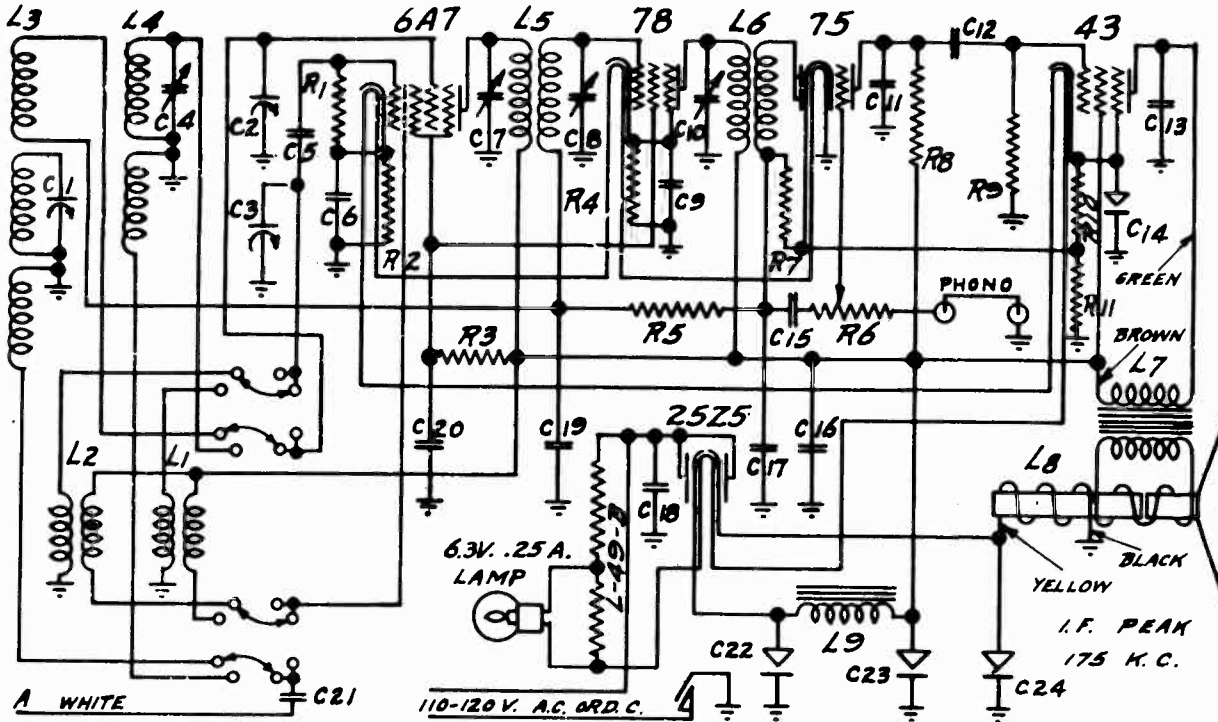 L3
L4
6A7
L5
78
L6
75
C12
43
C4
R1
C2
C5
C7
C8
C10
C11
C13
C1
C3
C6
R2
R4
C9
R7
R8
R9
C14
GREEN
R11
PHONO
R3
R5
C15
R6
BROWN
L7
L2
L1
C20
C19
25Z5
C18
C17
C16
L8
6.3V. .25 A.
LAMP
L-49-B
YELLOW
BLACK
L9
C22
C23
C24
I.F. PEAK
175 K.C.
A WHITE
C21
110-120 V. A.C. OR D.C.